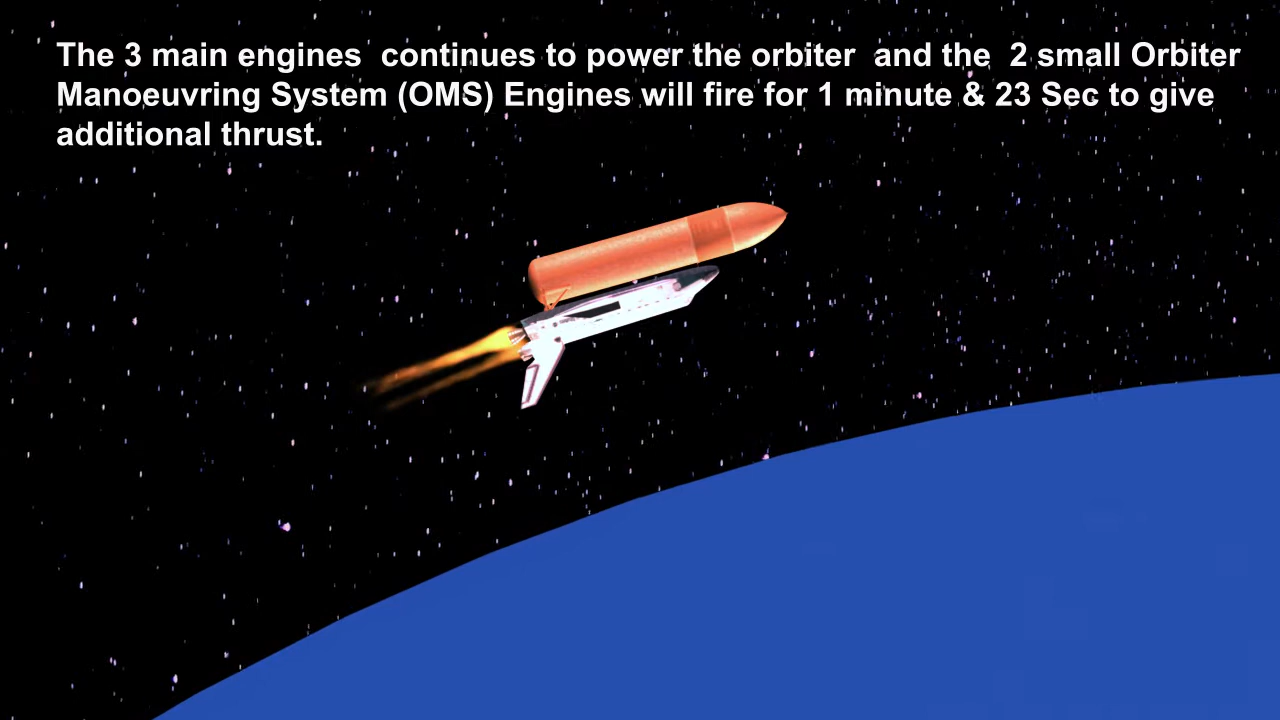 The 3 main engines  continues to power the orbiter  and the  2 small Orbiter
Manoeuvring System (OMS) Engines will fire for 1 minute & 23 Sec to give
additional thrust.